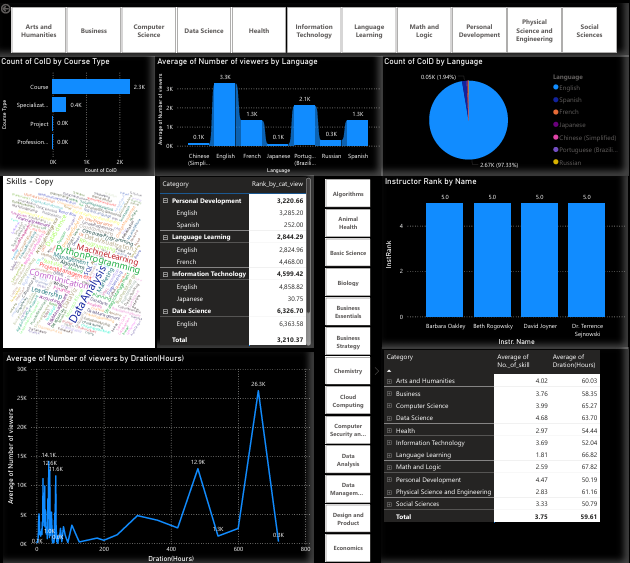 Arts and Humanities
Business
Computer Science
Data Science
Health
Information Technology
Language Learning
Math and Logic
Personal Development
Physical Science and Engineering
Social Sciences
Count of CoID by Course Type
Course Type
Course
2.3K
Specializat...
0.4K
Project
0.0K
Profession...
0.0K
0K
1K
2K
Count of CoID
Average of Number of viewers by Language
Average of Number of viewers
3K
2K
1K
0K
0.1K
3.3K
1.3K
0.1K
2.1K
0.3K
1.3K
Chinese (Simpli...
English
French
Japanese
Portug... (Brazili...
Russian
Spanish
Language
Count of CoID by Language
0.05K (1.94%)
2.67K (97.33%)
Language
English
Spanish
French
Japanese
Chinese (Simplified)
Portuguese (Brazili...
Russian
Skills - Copy
PythonProgramming
MachineLearning
DataAnalysis
Communication
Leadership
Category
Rank_by_cat_view
Personal Development 3,220.66
English 3,285.20
Spanish 252.00
Language Learning 2,844.29
English 2,824.96
French 4,468.00
Information Technology 4,599.42
English 4,858.82
Japanese 30.75
Data Science 6,326.70
English 6,363.58
Total 3,210.37
Algorithms
Animal Health
Basic Science
Biology
Business Essentials
Business Strategy
Chemistry
Cloud Computing
Computer Security an...
Data Analysis
Data Managem...
Design and Product
Economics
Instructor Rank by Name
InstRank
4
2
0
5.0
5.0
5.0
5.0
Barbara Oakley
Beth Rogowsky
David Joyner
Dr. Terrence Sejnowski
Instr. Name
Average of Number of viewers by Dration(Hours)
Average of Number of viewers
30K
25K
20K
15K
10K
5K
0K
14.1K
12.6K
11.6K
12.9K
26.3K
1.3K
0.3K
0
200
400
600
800
Dration(Hours)
Category
Average of No._of_skill
Average of Dration(Hours)
Arts and Humanities 4.02 60.03
Business 3.76 58.35
Computer Science 3.99 65.27
Data Science 4.68 63.70
Health 2.97 54.44
Information Technology 3.69 52.04
Language Learning 1.81 66.82
Math and Logic 2.59 67.82
Personal Development 4.47 50.19
Physical Science and Engineering 2.83 61.16
Social Sciences 3.33 50.79
Total 3.75 59.61